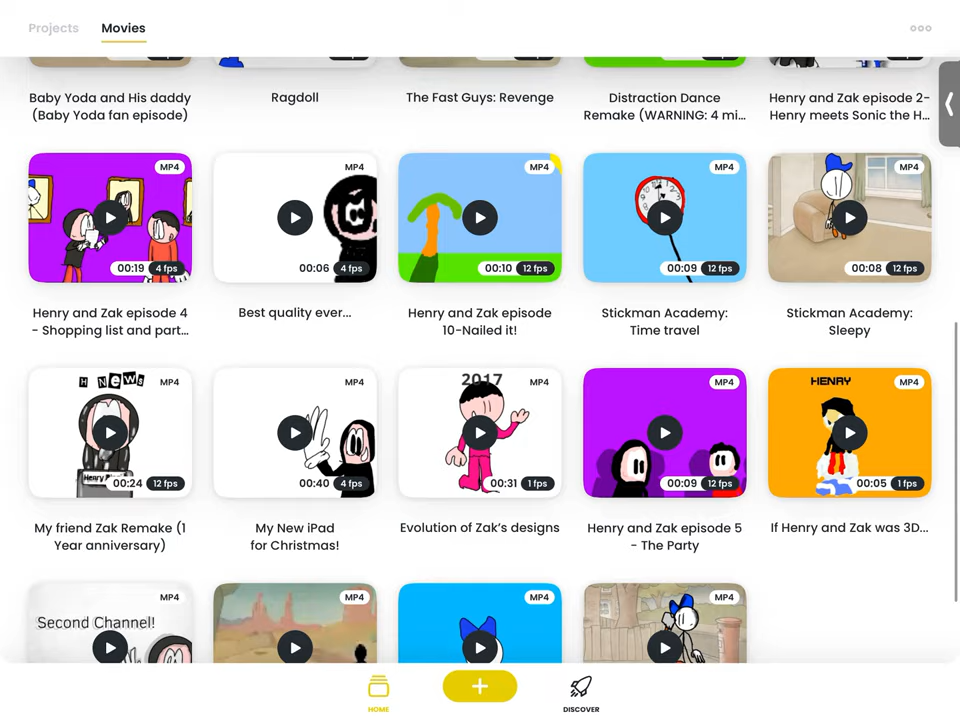 Projects Movies
Baby Yoda and His daddy
(Baby Yoda fan episode)
Ragdoll
The Fast Guys: Revenge
Distraction Dance
Remake (WARNING: 4 mi...
Henry and Zak episode 2-
Henry meets Sonic the H...
MP4
00:19 4 fps
MP4
00:06 4 fps
MP4
00:10 12 fps
MP4
00:09 12 fps
MP4
00:08 12 fps
Henry and Zak episode 4
- Shopping list and part...
Best quality ever...
Henry and Zak episode
10-Nailed it!
Stickman Academy:
Time travel
Stickman Academy:
Sleepy
H News
MP4
00:24 12 fps
MP4
00:40 4 fps
2017
MP4
00:31 1 fps
MP4
00:09 12 fps
HENRY
MP4
00:05 1 fps
My friend Zak Remake (1
Year anniversary)
My New iPad
for Christmas!
Evolution of Zak's designs
Henry and Zak episode 5
- The Party
If Henry and Zak was 3D...
MP4
Second Channel!
MP4
MP4
MP4
HOME
DISCOVER